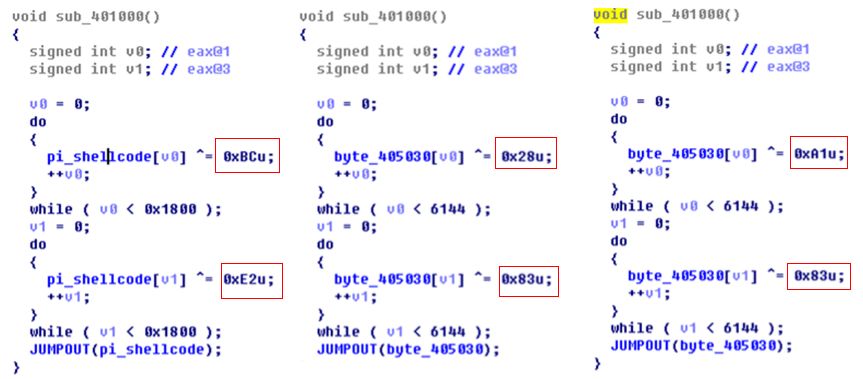 void sub_401000()
{
signed int v0; // eax@1
signed int v1; // eax@3
v0 = 0;
do
{
pi_shellcode[v0] ^= 0xBCu;
++v0;
}
while ( v0 < 0x1800 );
v1 = 0;
do
{
pi_shellcode[v1] ^= 0xE2u;
++v1;
}
while ( v1 < 0x1800 );
JUMPOUT(pi_shellcode);
}
void sub_401000()
{
signed int v0; // eax@1
signed int v1; // eax@3
v0 = 0;
do
{
byte_405030[v0] ^= 0x28u;
++v0;
}
while ( v0 < 6144 );
v1 = 0;
do
{
byte_405030[v1] ^= 0x83u;
++v1;
}
while ( v1 < 6144 );
JUMPOUT(byte_405030);
void sub_401000()
{
signed int v0; // eax@1
signed int v1; // eax@3
v0 = 0;
do
{
byte_405030[v0] ^= 0xA1u;
++v0;
}
while ( v0 < 6144 );
v1 = 0;
do
{
byte_405030[v1] ^= 0x83u;
++v1;
}
while ( v1 < 6144 );
JUMPOUT(byte_405030);
}